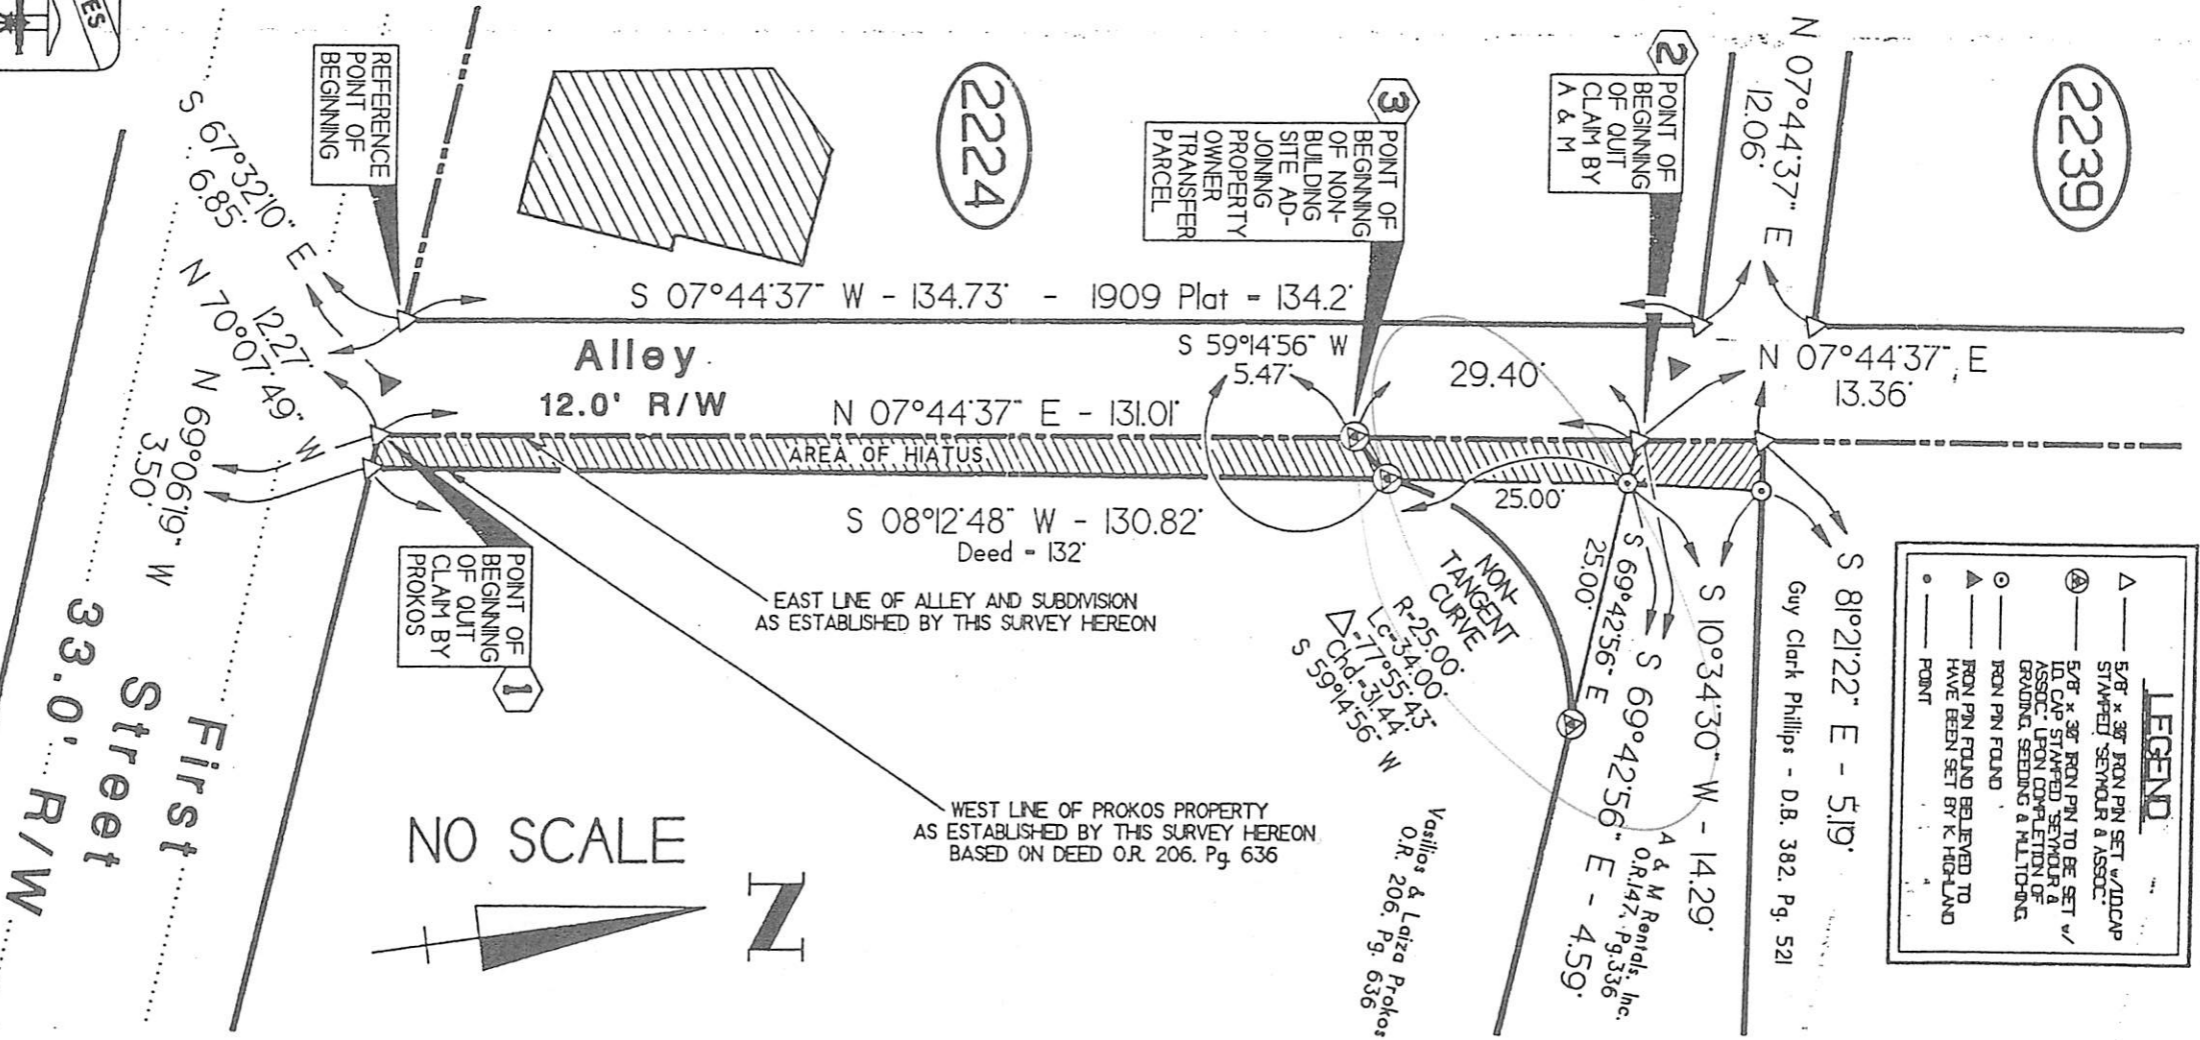 ES
REFERENCE
POINT OF
BEGINNING
S 67°32'10" E
6.85'
N 70°07'49" W
12.27'
N 69°06'19" W
3.50'
First
Street
33.0' R/W
2224
2239
3
POINT OF
BEGINNING
OF NON-
BUILDING
SITE AD-
JOINING
PROPERTY
OWNER
TRANSFER
PARCEL
2
POINT OF
BEGINNING
OF QUIT
CLAIM BY
A & M
N 07°44'37" E
12.06'
S 07°44'37" W - 134.73' - 1909 Plat = 134.2'
Alley
12.0' R/W
N 07°44'37" E - 131.01'
S 59°14'56" W
5.47'
29.40'
N 07°44'37" E
13.36'
AREA OF HIATUS
S 08°12'48" W - 130.82'
Deed = 132'
25.00'
POINT OF
BEGINNING
OF QUIT
CLAIM BY
PROKOS
1
EAST LINE OF ALLEY AND SUBDIVISION
AS ESTABLISHED BY THIS SURVEY HEREON
WEST LINE OF PROKOS PROPERTY
AS ESTABLISHED BY THIS SURVEY HEREON
BASED ON DEED O.R. 206, Pg. 636
NON-
TANGENT
CURVE
R=25.00'
Lc=34.00'
Δ=77°55'43"
Chd.=31.44'
S 59°14'56" W
S 69°42'56" E
25.00'
S 69°42'56" E - 4.59'
S 10°34'30" W - 14.29'
S 81°21'22" E - 5.19'
Guy Clark Phillips - D.B. 382, Pg. 521
A & M Rentals, Inc.
O.R.147, Pg.336
Vasilios & Laiza Prokos
O.R. 206, Pg. 636
NO SCALE
N
LEGEND
5/8" x 30" IRON PIN SET w/I.D.CAP
STAMPED "SEYMOUR & ASSOC."
5/8" x 30" IRON PIN TO BE SET w/
I.D. CAP STAMPED "SEYMOUR &
ASSOC." UPON COMPLETION OF
GRADING, SEEDING & MULTCHING
IRON PIN FOUND
IRON PIN FOUND BELIEVED TO
HAVE BEEN SET BY K. HIGHLAND
POINT